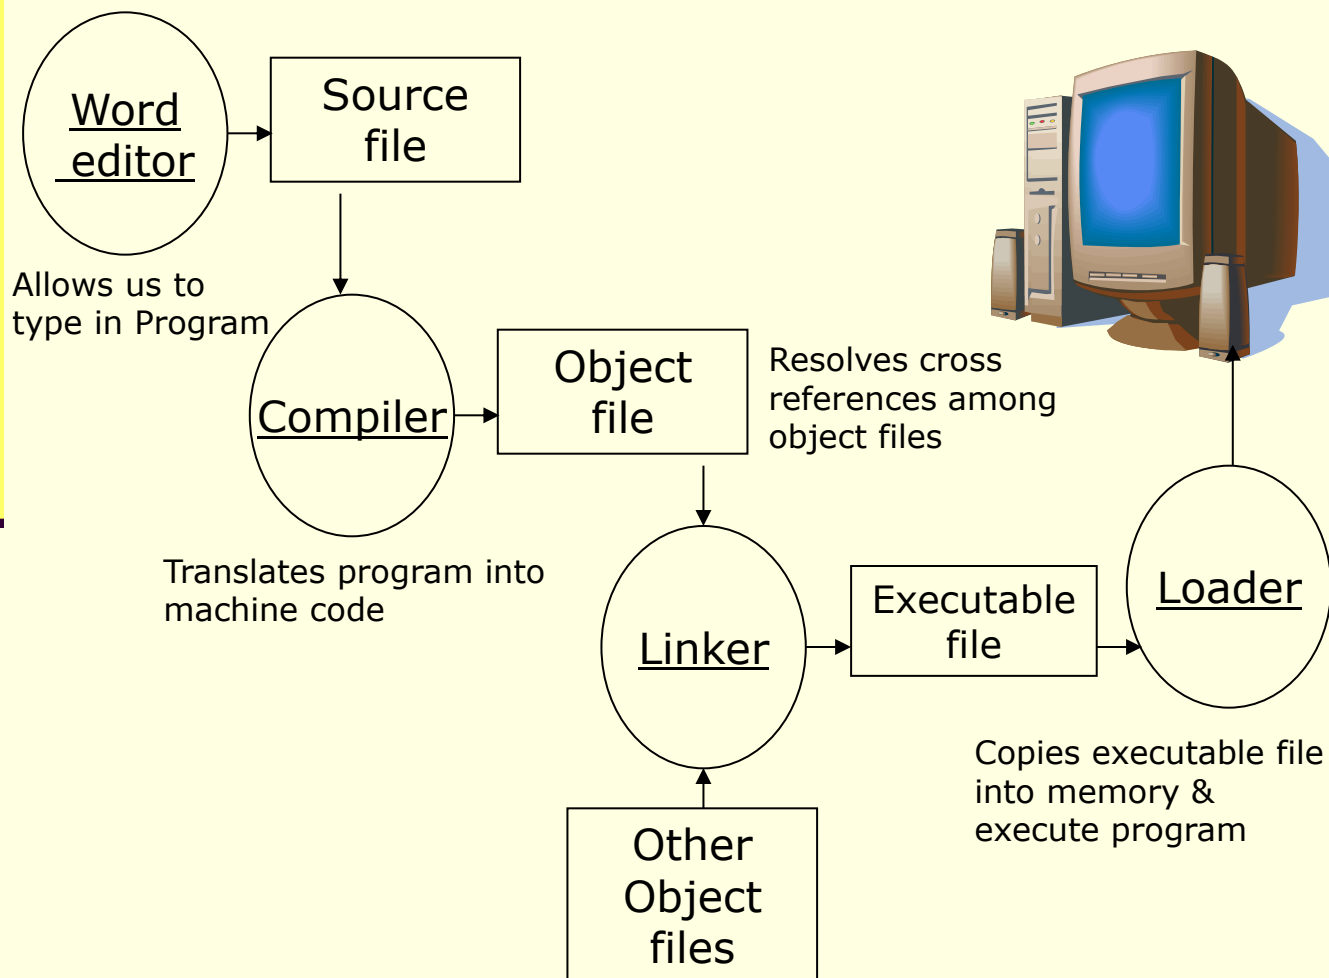 Word
editor
Source
file
Allows us to
type in Program
Compiler
Object
file
Resolves cross
references among
object files
Translates program into
machine code
Linker
Executable
file
Loader
Copies executable file
into memory &
execute program
Other
Object
files